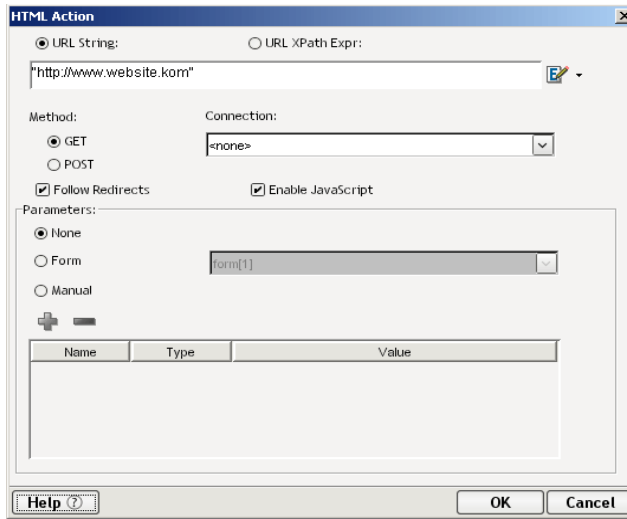 HTML Action
URL String:
URL XPath Expr:
"http://www.website.kom"
Method:
Connection:
GET
<none>
POST
Follow Redirects
Enable JavaScript
Parameters:
None
Form
form[1]
Manual
Name Type Value
Help ?
OK
Cancel